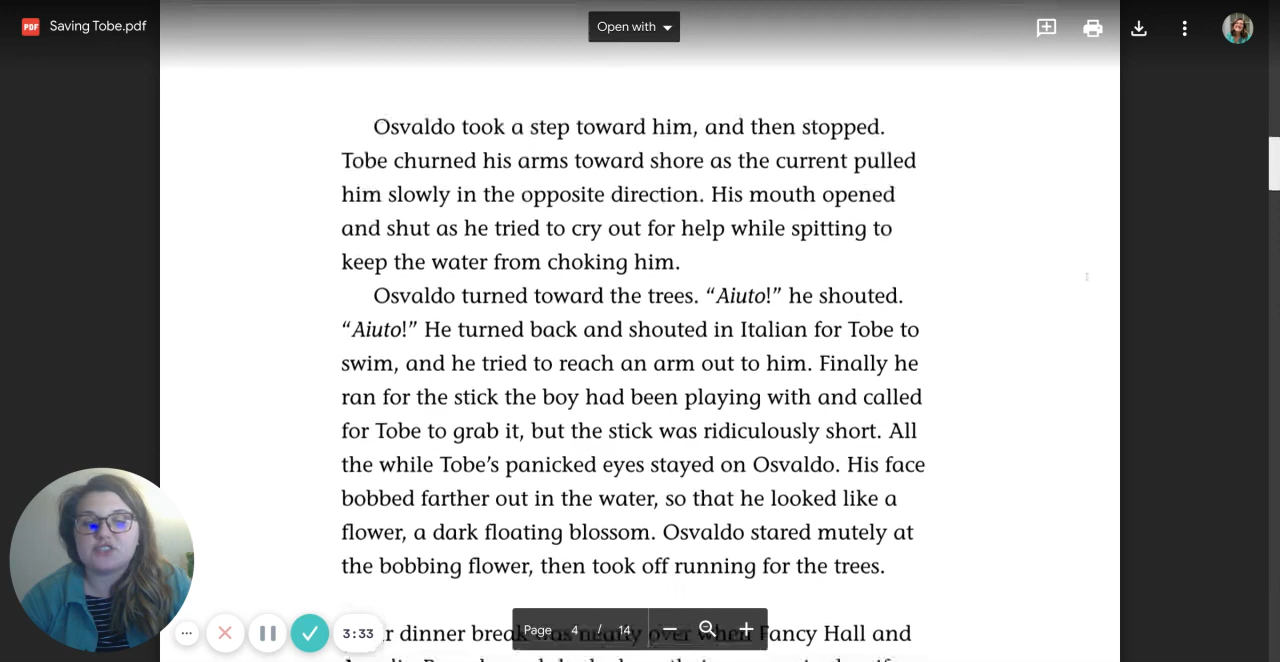 PDF
Saving Tobe.pdf
Open with
Osvaldo took a step toward him, and then stopped.
Tobe churned his arms toward shore as the current pulled
him slowly in the opposite direction. His mouth opened
and shut as he tried to cry out for help while spitting to
keep the water from choking him.
Osvaldo turned toward the trees. “Aiuto!” he shouted.
“Aiuto!” He turned back and shouted in Italian for Tobe to
swim, and he tried to reach an arm out to him. Finally he
ran for the stick the boy had been playing with and called
for Tobe to grab it, but the stick was ridiculously short. All
the while Tobe’s panicked eyes stayed on Osvaldo. His face
bobbed farther out in the water, so that he looked like a
flower, a dark floating blossom. Osvaldo stared mutely at
the bobbing flower, then took off running for the trees.
dinner break was nearly over when Fancy Hall and
Page 4 / 14
3:33